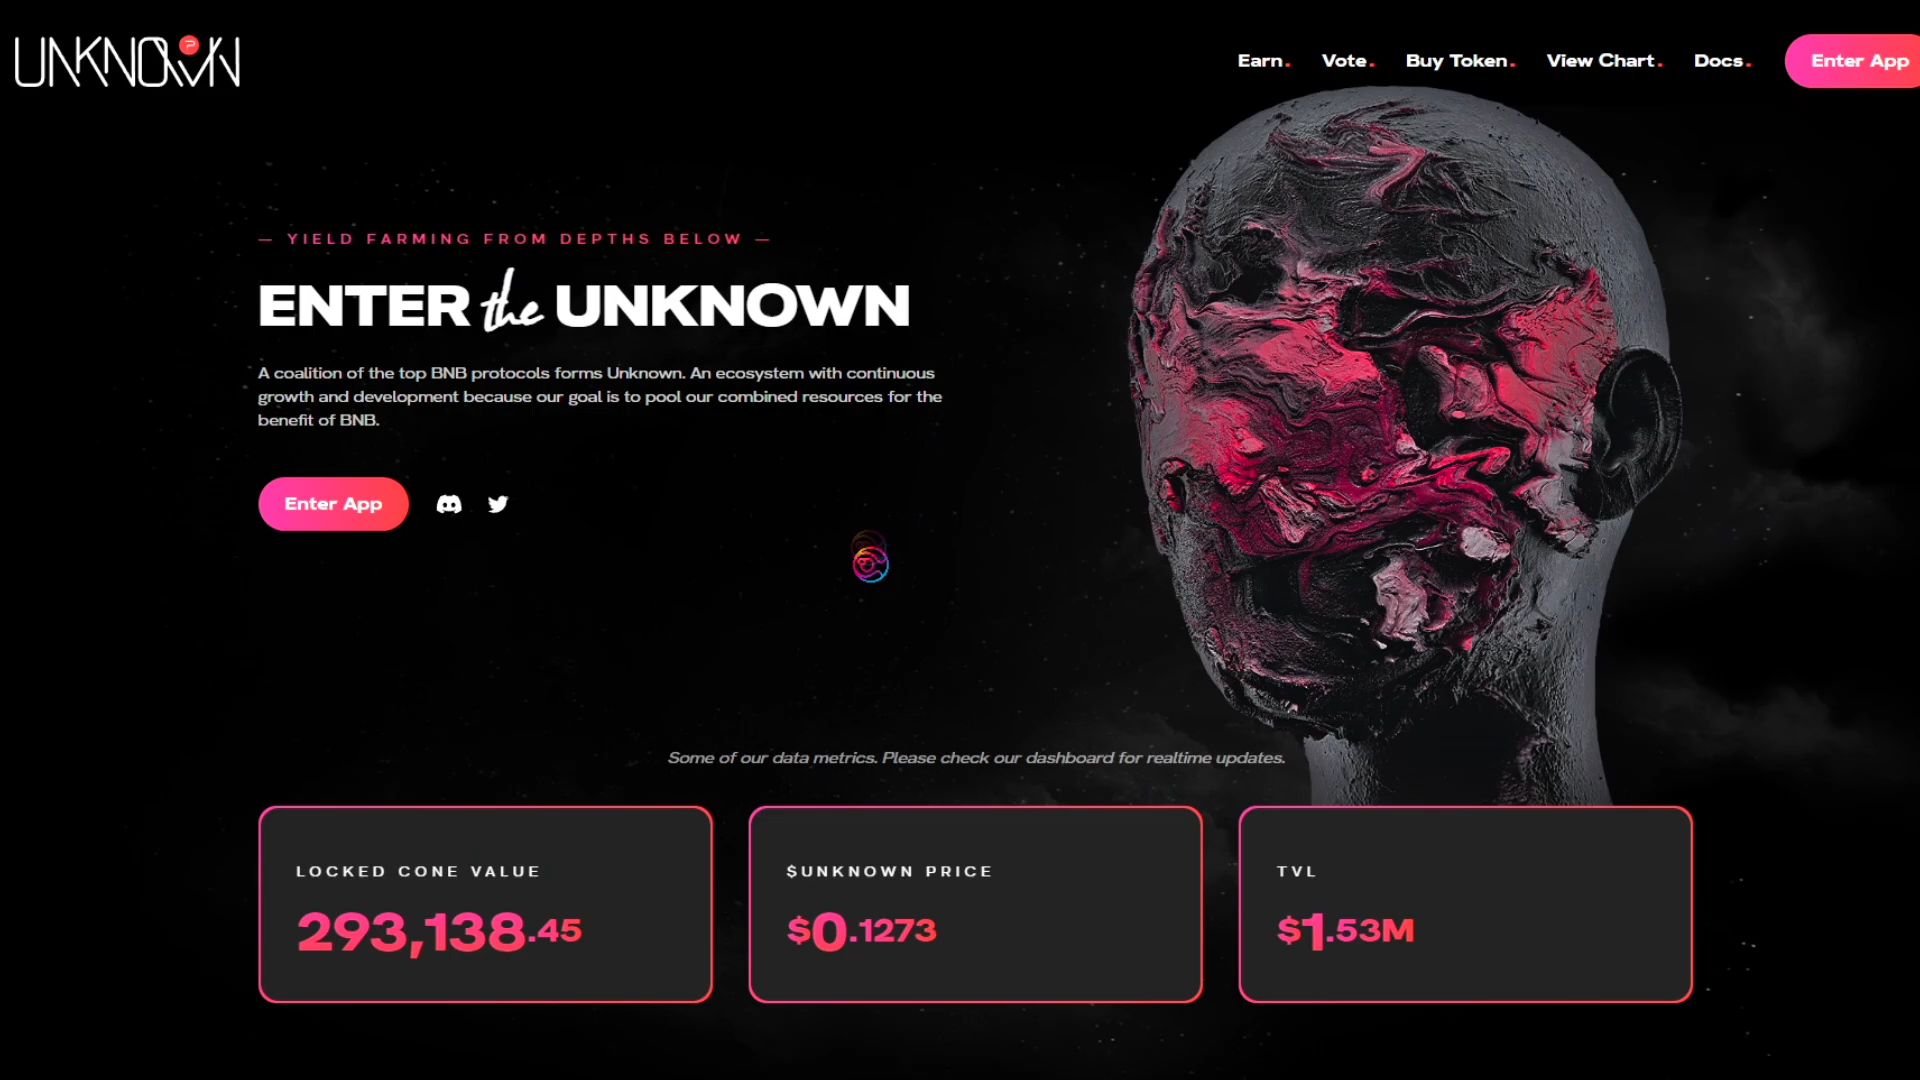 UNKNOWN
Earn. Vote. Buy Token. View Chart. Docs. Enter App
— YIELD FARMING FROM DEPTHS BELOW —
ENTER the UNKNOWN
A coalition of the top BNB protocols forms Unknown. An ecosystem with continuous
growth and development because our goal is to pool our combined resources for the
benefit of BNB.
Enter App
Some of our data metrics. Please check our dashboard for realtime updates.
LOCKED CONE VALUE
293,138.45
$UNKNOWN PRICE
$0.1273
TVL
$1.53M